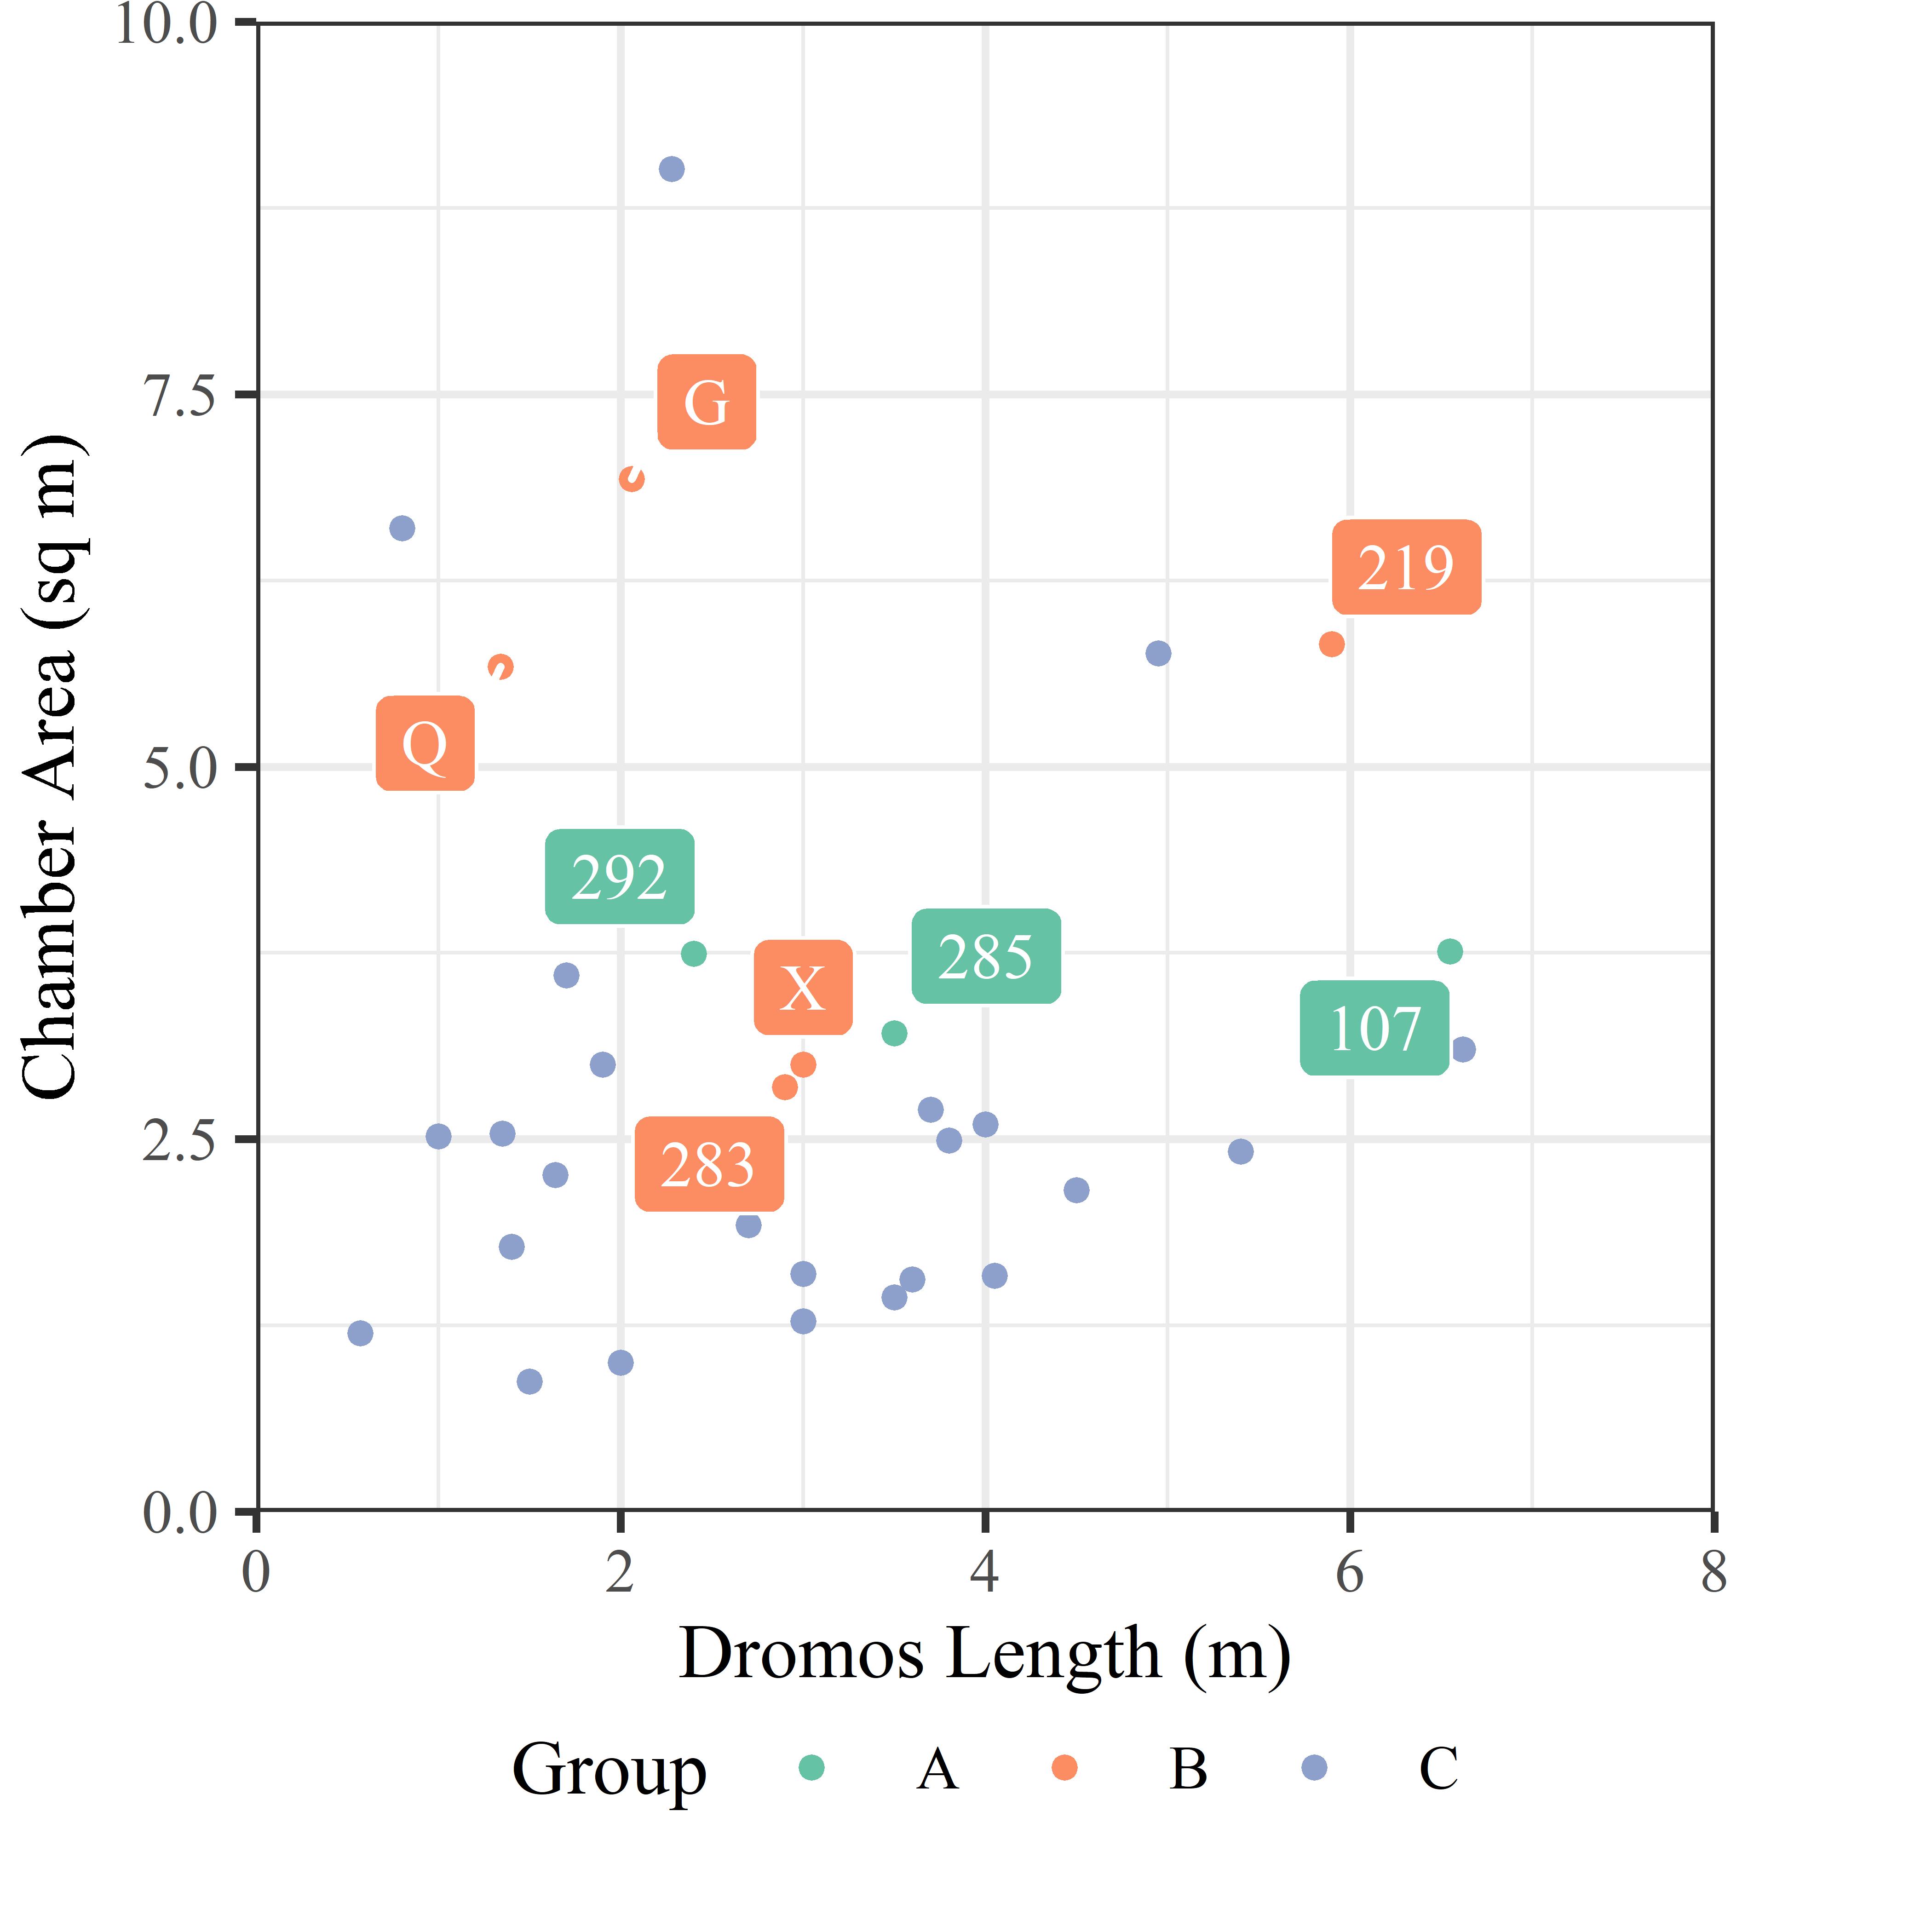 10.0
7.5
5.0
2.5
0.0
Chamber Area (sq m)
G
219
Q
292
285
X
107
283
0 2 4 6 8
Dromos Length (m)
Group A B C